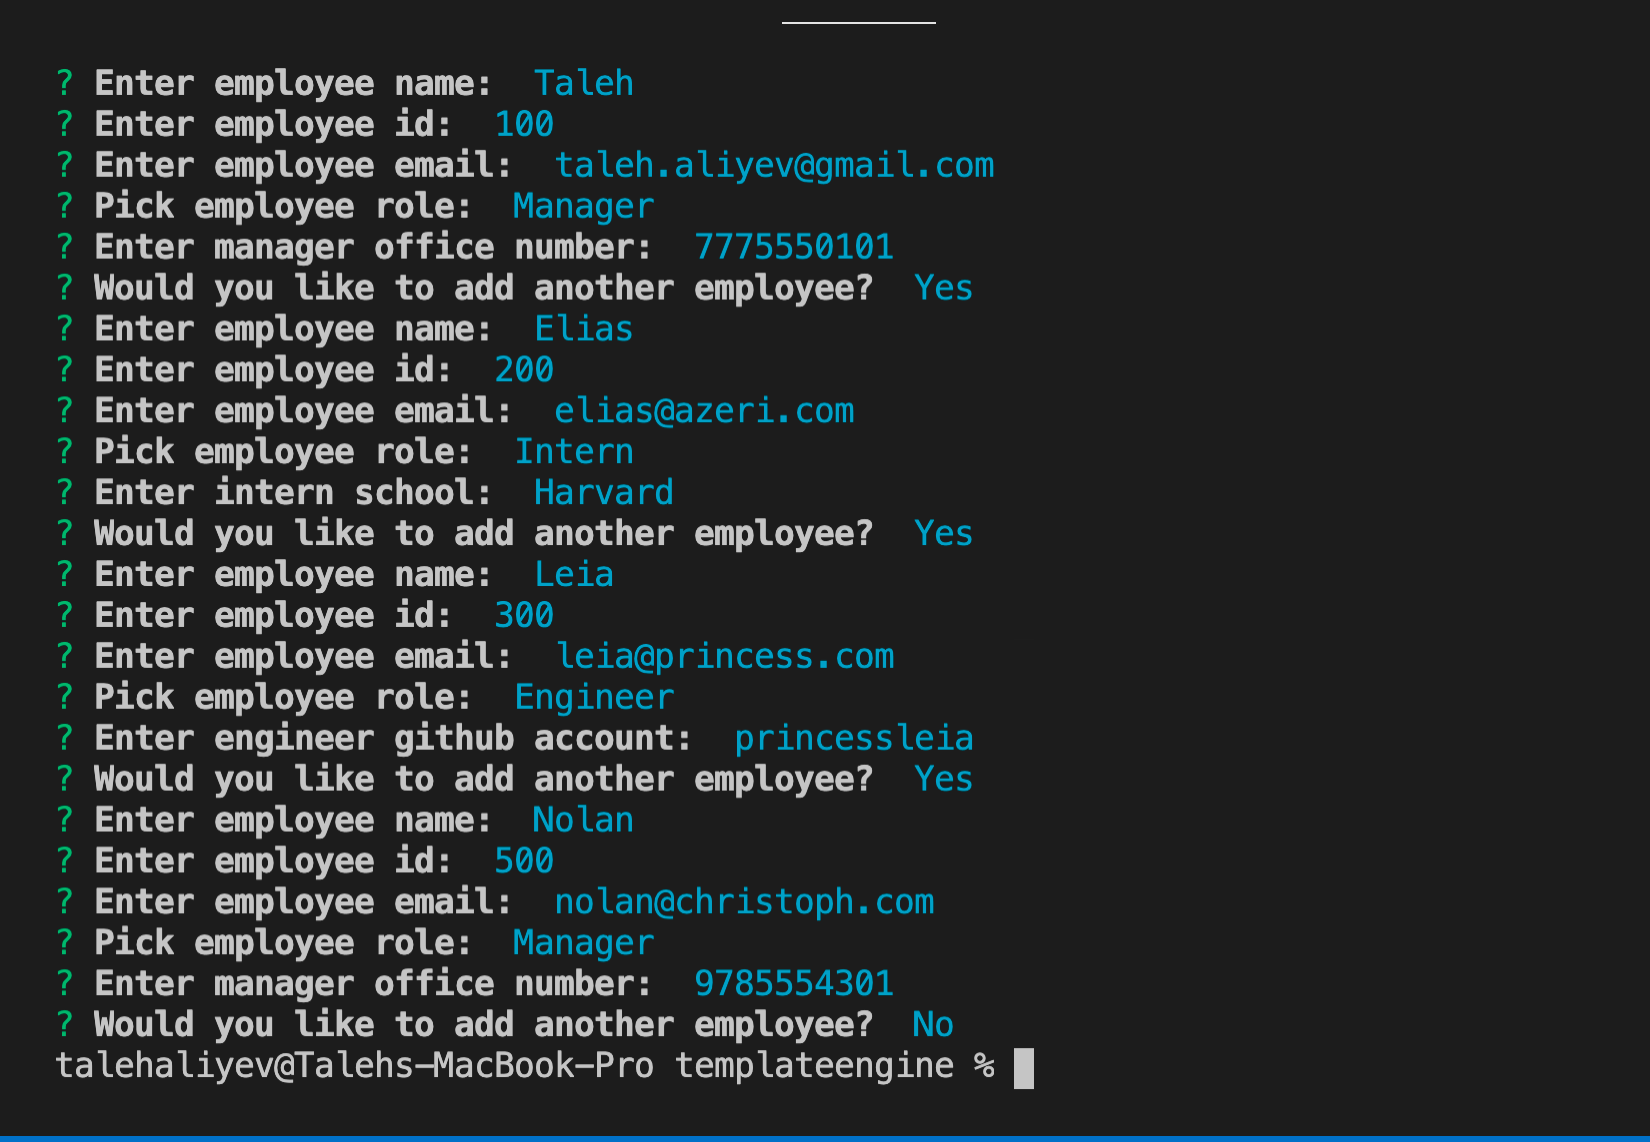 ? Enter employee name:  Taleh
? Enter employee id:  100
? Enter employee email:  taleh.aliyev@gmail.com
? Pick employee role:  Manager
? Enter manager office number:  7775550101
? Would you like to add another employee?  Yes
? Enter employee name:  Elias
? Enter employee id:  200
? Enter employee email:  elias@azeri.com
? Pick employee role:  Intern
? Enter intern school:  Harvard
? Would you like to add another employee?  Yes
? Enter employee name:  Leia
? Enter employee id:  300
? Enter employee email:  leia@princess.com
? Pick employee role:  Engineer
? Enter engineer github account:  princessleia
? Would you like to add another employee?  Yes
? Enter employee name:  Nolan
? Enter employee id:  500
? Enter employee email:  nolan@christoph.com
? Pick employee role:  Manager
? Enter manager office number:  9785554301
? Would you like to add another employee?  No
talehaliyev@Talehs-MacBook-Pro templateengine %